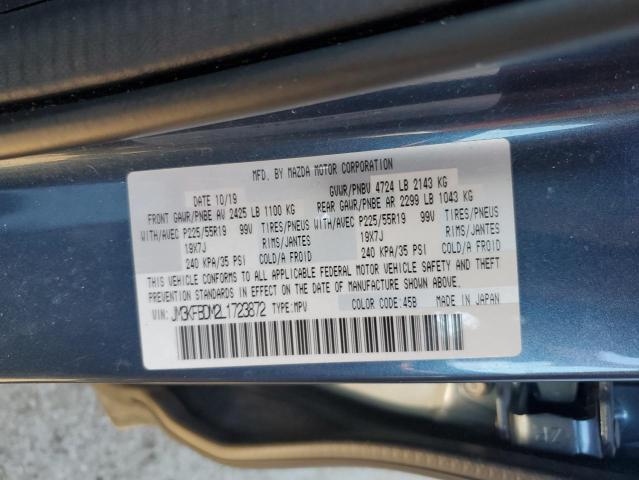 MFD. BY MAZDA MOTOR CORPORATION
DATE 10/19 GVWR/PNBV 4724 LB 2143 KG
FRONT GAWR/PNBE AV 2425 LB 1100 KG REAR GAWR/PNBE AR 2299 LB 1043 KG
WITH/AVEC P225/55R19 99V TIRES/PNEUS WITH/AVEC P225/55R19 99V TIRES/PNEUS
19X7J RIMS/JANTES 19X7J RIMS/JANTES
240 KPA/35 PSI COLD/A FROID 240 KPA/35 PSI COLD/A FROID
THIS VEHICLE CONFORMS TO ALL APPLICABLE FEDERAL MOTOR VEHICLE SAFETY AND THEFT
PREVENTION STANDARDS IN EFFECT ON THE DATE OF MANUFACTURE SHOWN ABOVE.
VIN: JM3KFBDM2L1723872 TYPE:MPV COLOR CODE:45B MADE IN JAPAN